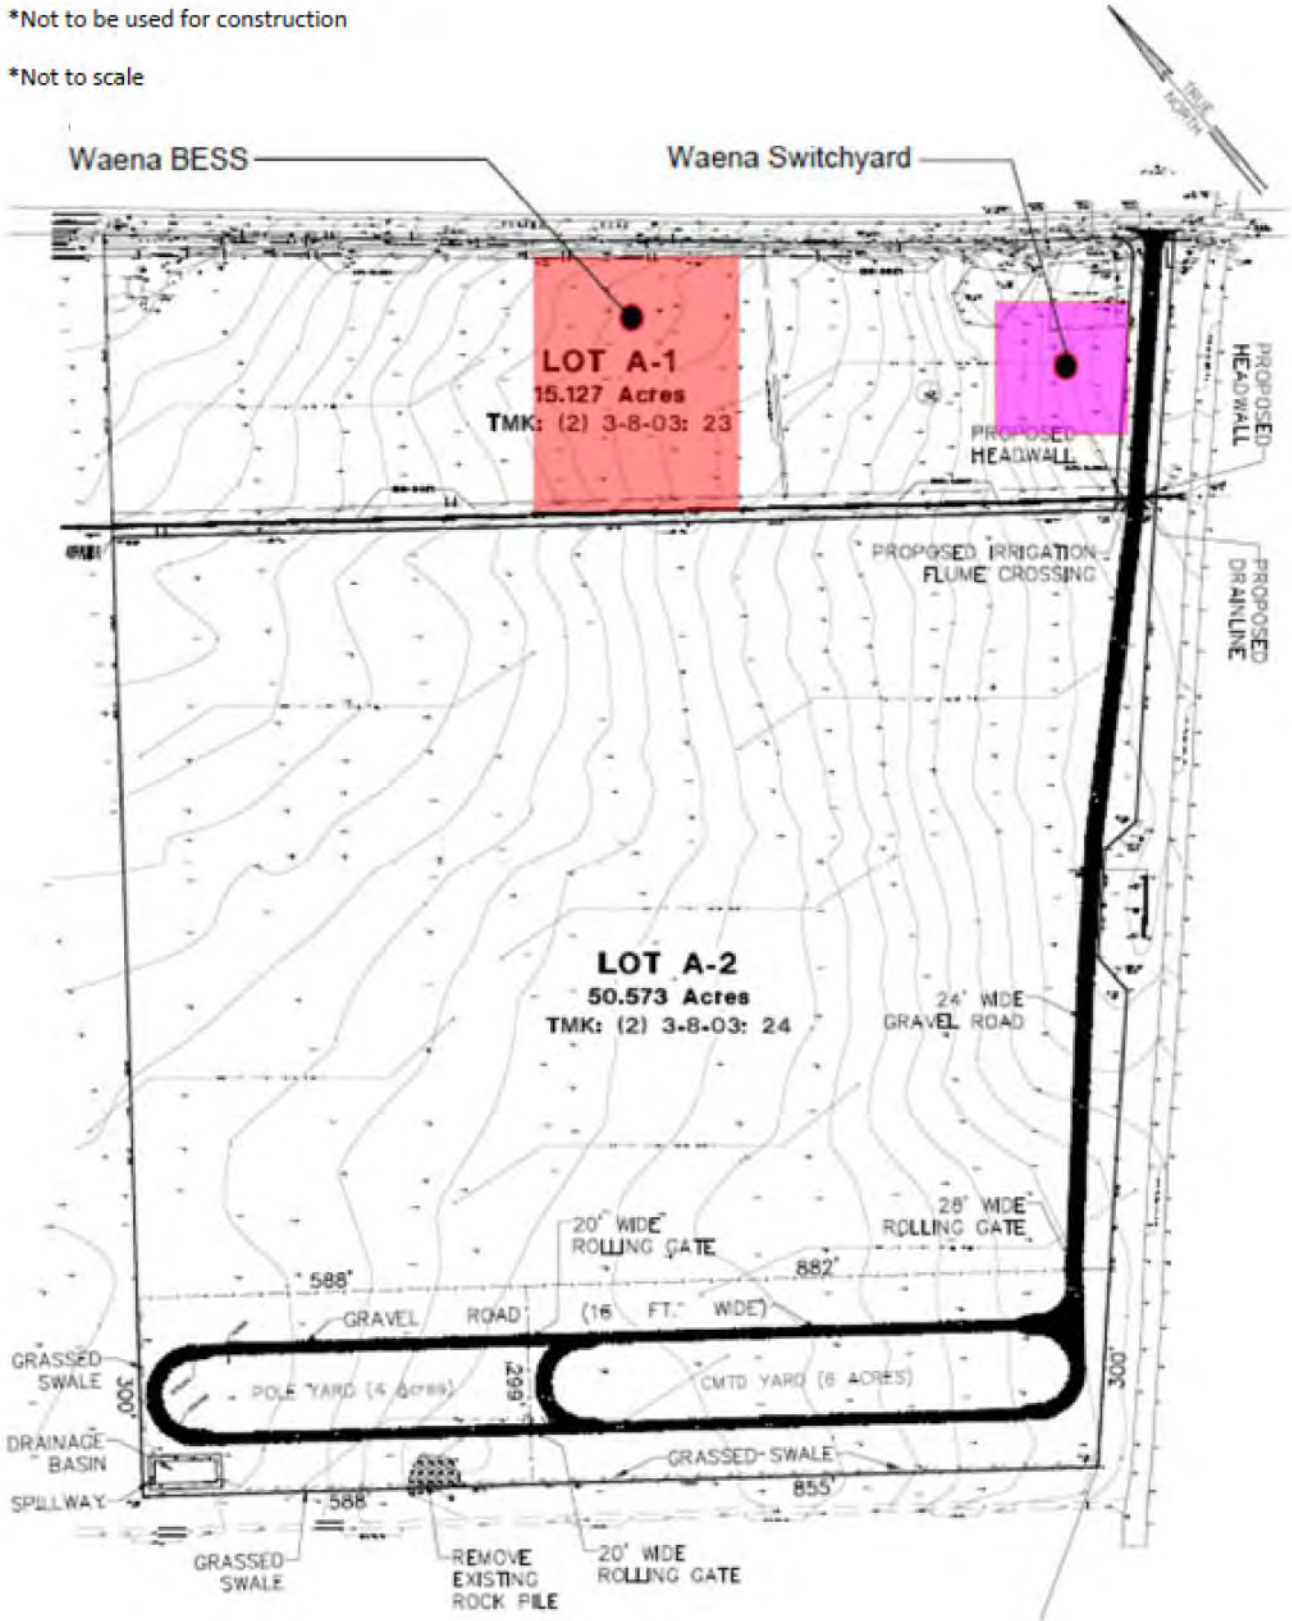 *Not to be used for construction
*Not to scale
TRUE
NORTH
Waena BESS
Waena Switchyard
LOT A-1
15.127 Acres
TMK: (2) 3-8-03: 23
PROPOSED
HEADWALL
PROPOSED
HEADWALL
PROPOSED IRRIGATION
FLUME CROSSING
PROPOSED
DRAINLINE
LOT A-2
50.573 Acres
TMK: (2) 3-8-03: 24
24' WIDE
GRAVEL ROAD
28' WIDE
ROLLING GATE
20' WIDE
ROLLING GATE
588'
882'
GRAVEL ROAD (16 FT. WIDE)
GRASSED
SWALE
300'
POLE YARD (4 acres)
299'
CMTD YARD (6 ACRES)
300'
DRAINAGE
BASIN
GRASSED SWALE
SPILLWAY
588'
855'
GRASSED
SWALE
REMOVE
EXISTING
ROCK PILE
20' WIDE
ROLLING GATE